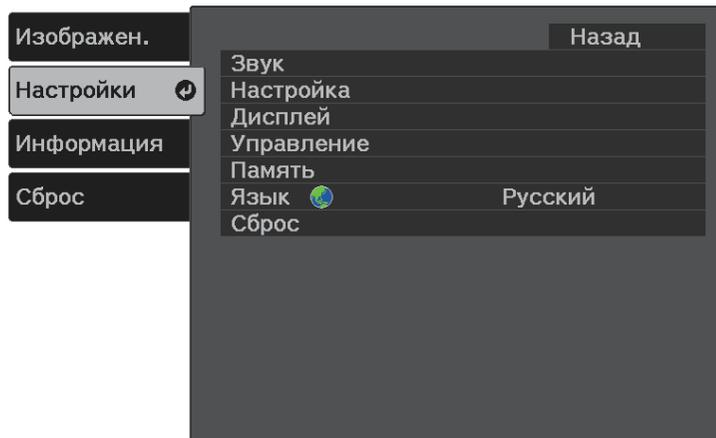 Изображен.
Настройки
Информация
Сброс
Назад
Звук
Настройка
Дисплей
Управление
Память
Язык Русский
Сброс